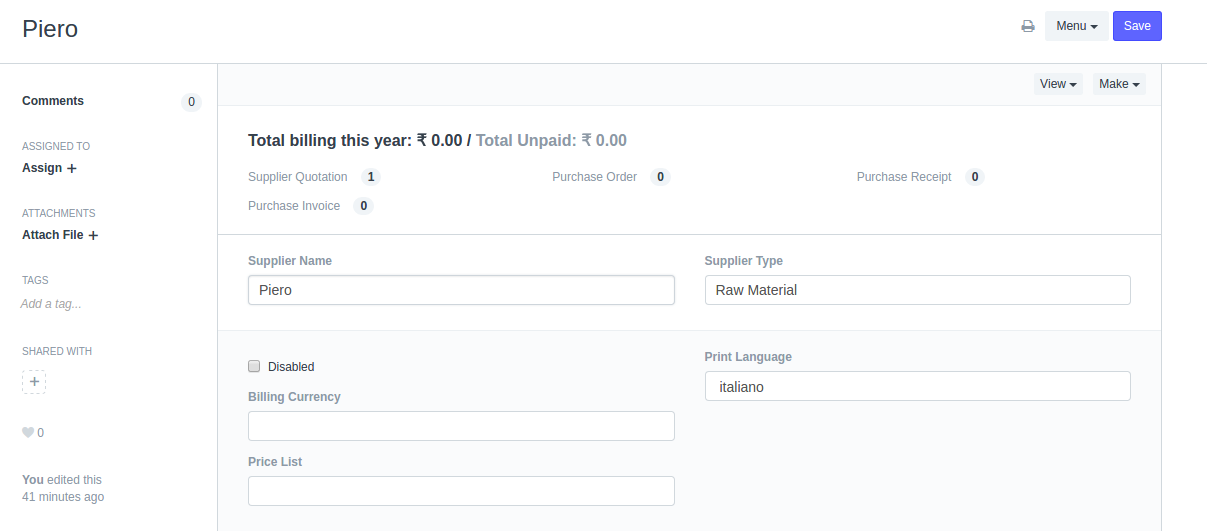 Piero
Menu
Save
Comments 0
ASSIGNED TO
Assign +
ATTACHMENTS
Attach File +
TAGS
Add a tag...
SHARED WITH
+
0
You edited this
41 minutes ago
View
Make
Total billing this year: ₹ 0.00 / Total Unpaid: ₹ 0.00
Supplier Quotation 1
Purchase Order 0
Purchase Receipt 0
Purchase Invoice 0
Supplier Name
Piero
Supplier Type
Raw Material
Disabled
Billing Currency
Price List
Print Language
italiano